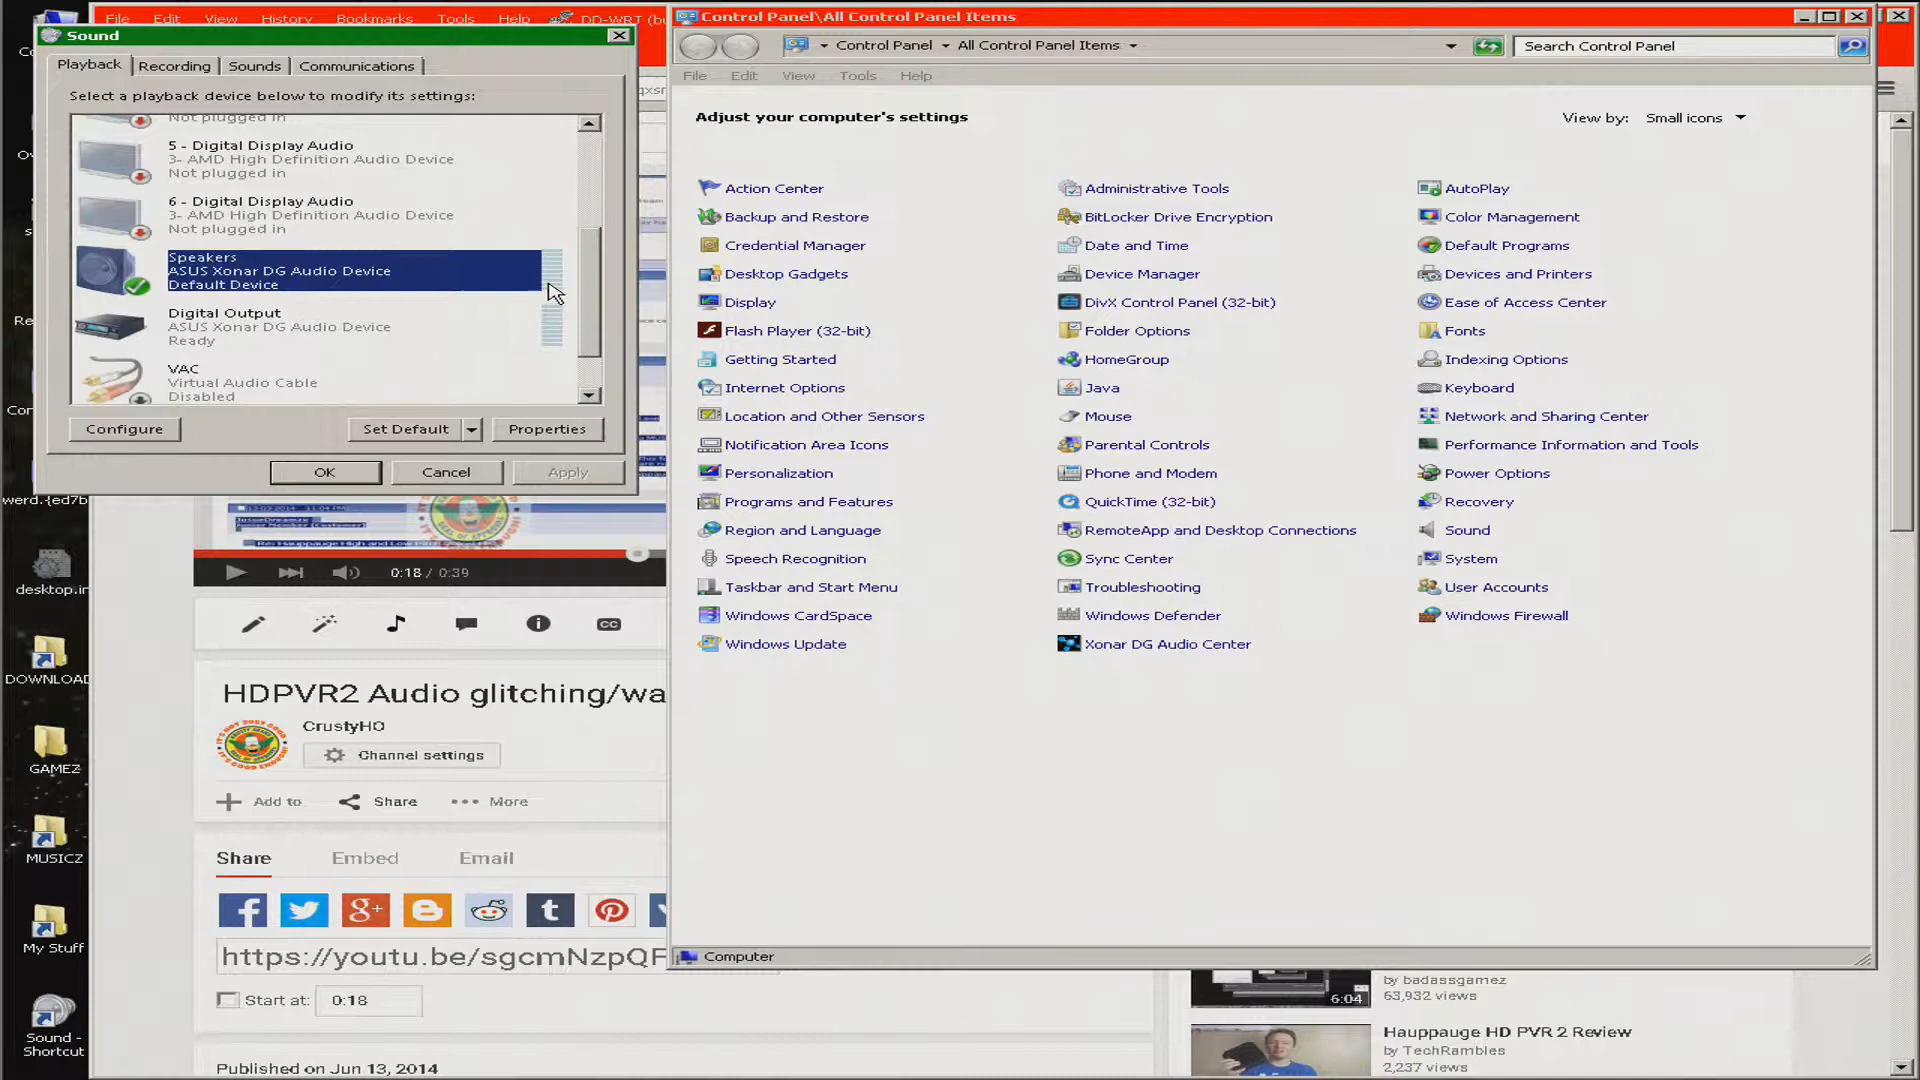 File Edit View History Bookmarks Tools Help DD-WRT
Sound
Playback Recording Sounds Communications
Select a playback device below to modify its settings:
Not plugged in
5 - Digital Display Audio
3- AMD High Definition Audio Device
Not plugged in
6 - Digital Display Audio
3- AMD High Definition Audio Device
Not plugged in
Speakers
ASUS Xonar DG Audio Device
Default Device
Digital Output
ASUS Xonar DG Audio Device
Ready
VAC
Virtual Audio Cable
Disabled
Configure Set Default Properties
OK Cancel Apply
Control Panel\All Control Panel Items
Control Panel All Control Panel Items Search Control Panel
File Edit View Tools Help
Adjust your computer's settings View by: Small icons
Action Center Administrative Tools AutoPlay
Backup and Restore BitLocker Drive Encryption Color Management
Credential Manager Date and Time Default Programs
Desktop Gadgets Device Manager Devices and Printers
Display DivX Control Panel (32-bit) Ease of Access Center
Flash Player (32-bit) Folder Options Fonts
Getting Started HomeGroup Indexing Options
Internet Options Java Keyboard
Location and Other Sensors Mouse Network and Sharing Center
Notification Area Icons Parental Controls Performance Information and Tools
Personalization Phone and Modem Power Options
Programs and Features QuickTime (32-bit) Recovery
Region and Language RemoteApp and Desktop Connections Sound
Speech Recognition Sync Center System
Taskbar and Start Menu Troubleshooting User Accounts
Windows CardSpace Windows Defender Windows Firewall
Windows Update Xonar DG Audio Center
Computer
werd.{ed7b
desktop.in
DOWNLOAD
GAMEZ
MUSICZ
My Stuff
Sound -
Shortcut
0:18 / 0:39
CC
HDPVR2 Audio glitching/wa
CrustyHO
Channel settings
Add to Share More
Share Embed Email
https://youtu.be/sgcmNzpQF
Start at: 0:18
Published on Jun 13, 2014
6:04
by badassgamez
63,932 views
Hauppauge HD PVR 2 Review
by TechRambles
2,237 views